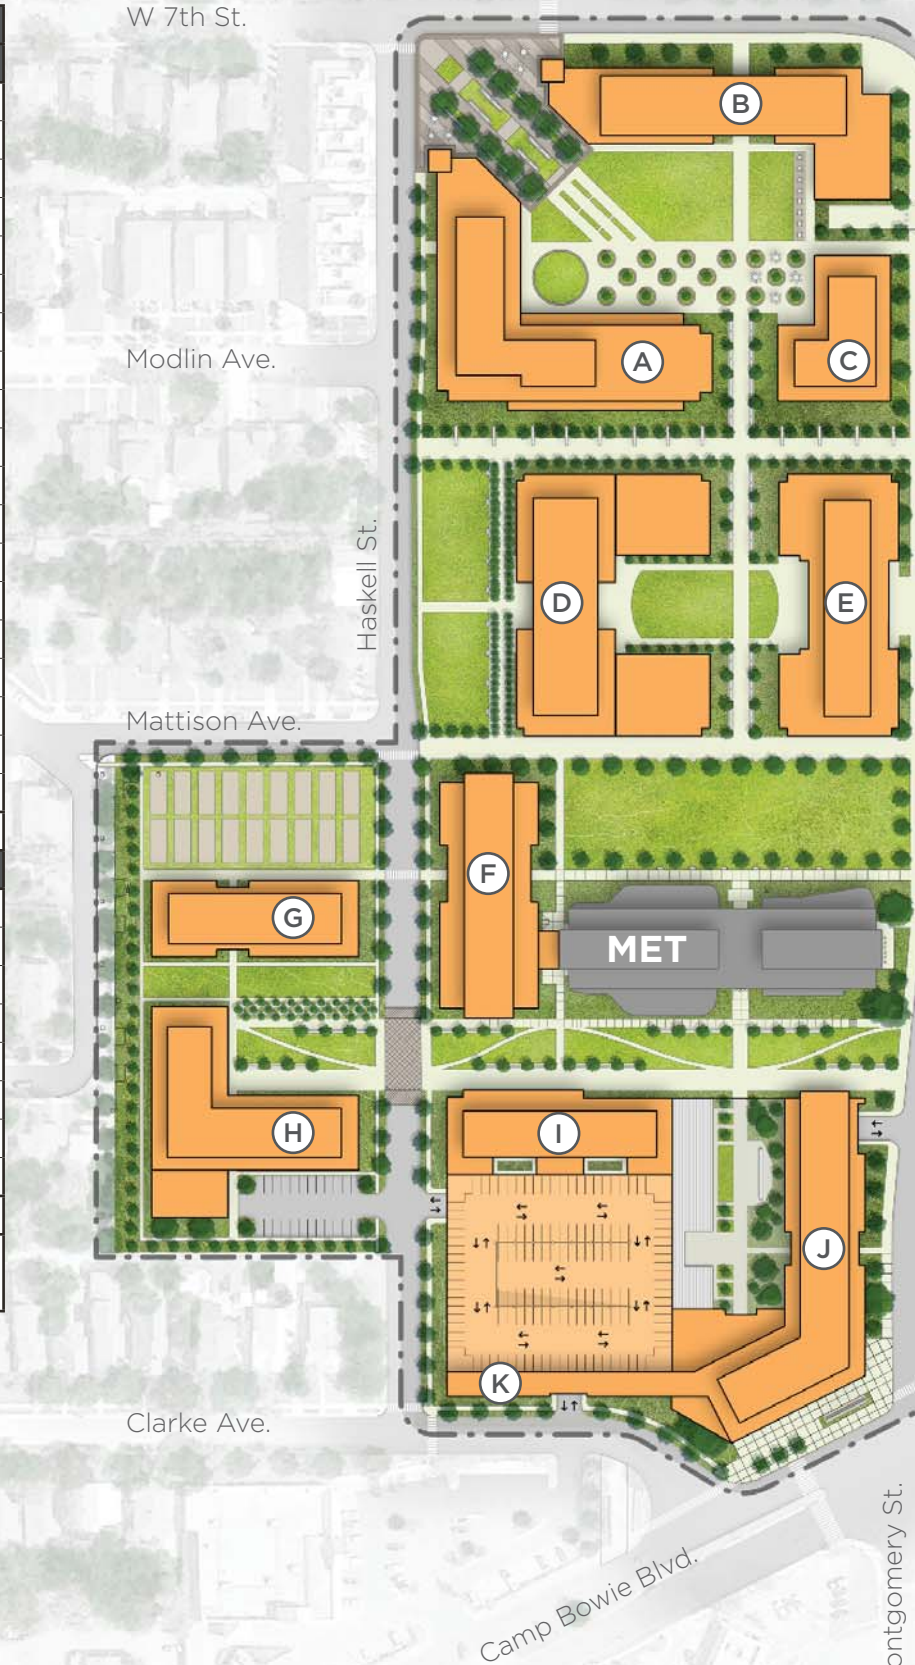 W 7th St.
B
Modlin Ave.
A
C
Haskell St.
D
E
Mattison Ave.
F
G
MET
H
I
J
K
Clarke Ave.
Camp Bowie Blvd.
ontgomery St.